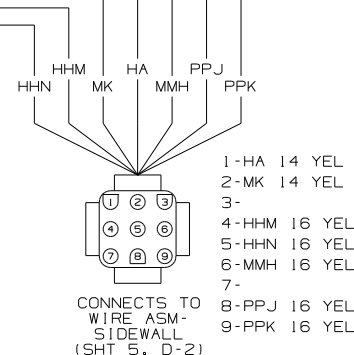 HHM HA PPJ
HHN MK MMH PPK
1-HA 14 YEL
2-MK 14 YEL
3-
4-HHM 16 YEL
5-HHN 16 YEL
6-MMH 16 YEL
7-
8-PPJ 16 YEL
9-PPK 16 YEL
1 2 3
4 5 6
7 8 9
CONNECTS TO
WIRE ASM-
SIDEWALL
(SHT 5, D-2)